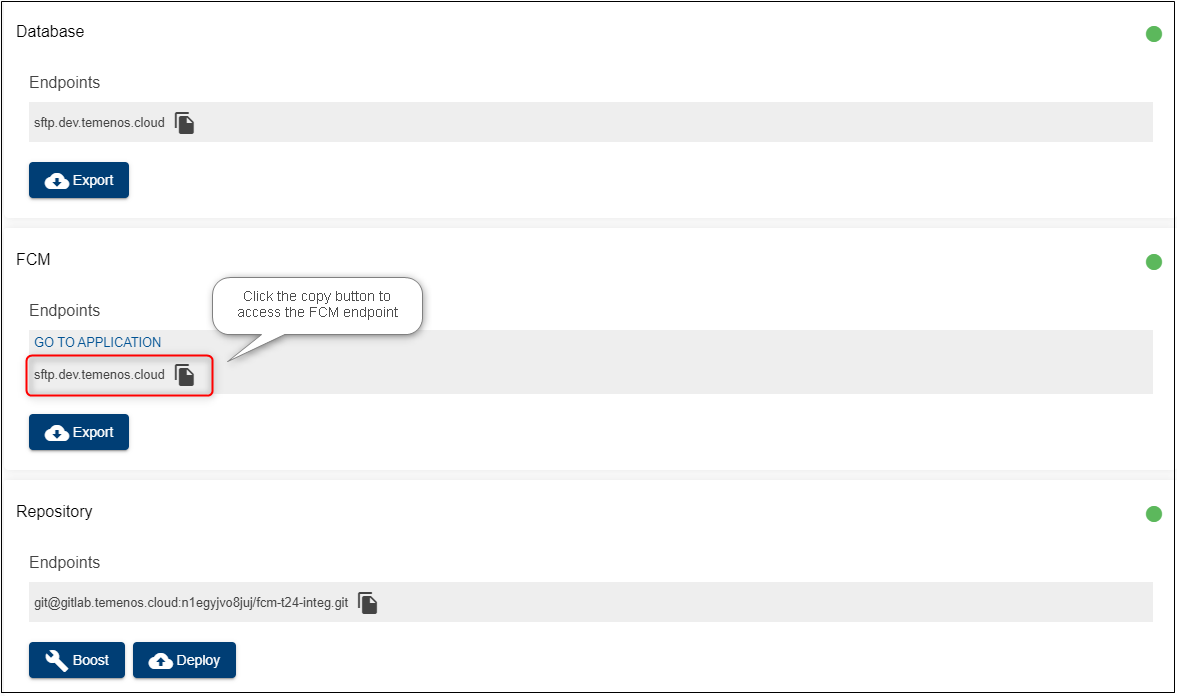 Database
Endpoints
sftp.dev.temenos.cloud
Export
FCM
Click the copy button to
access the FCM endpoint
Endpoints
GO TO APPLICATION
sftp.dev.temenos.cloud
Export
Repository
Endpoints
git@gitlab.temenos.cloud:n1egyjvo8juj/fcm-t24-integ.git
Boost Deploy